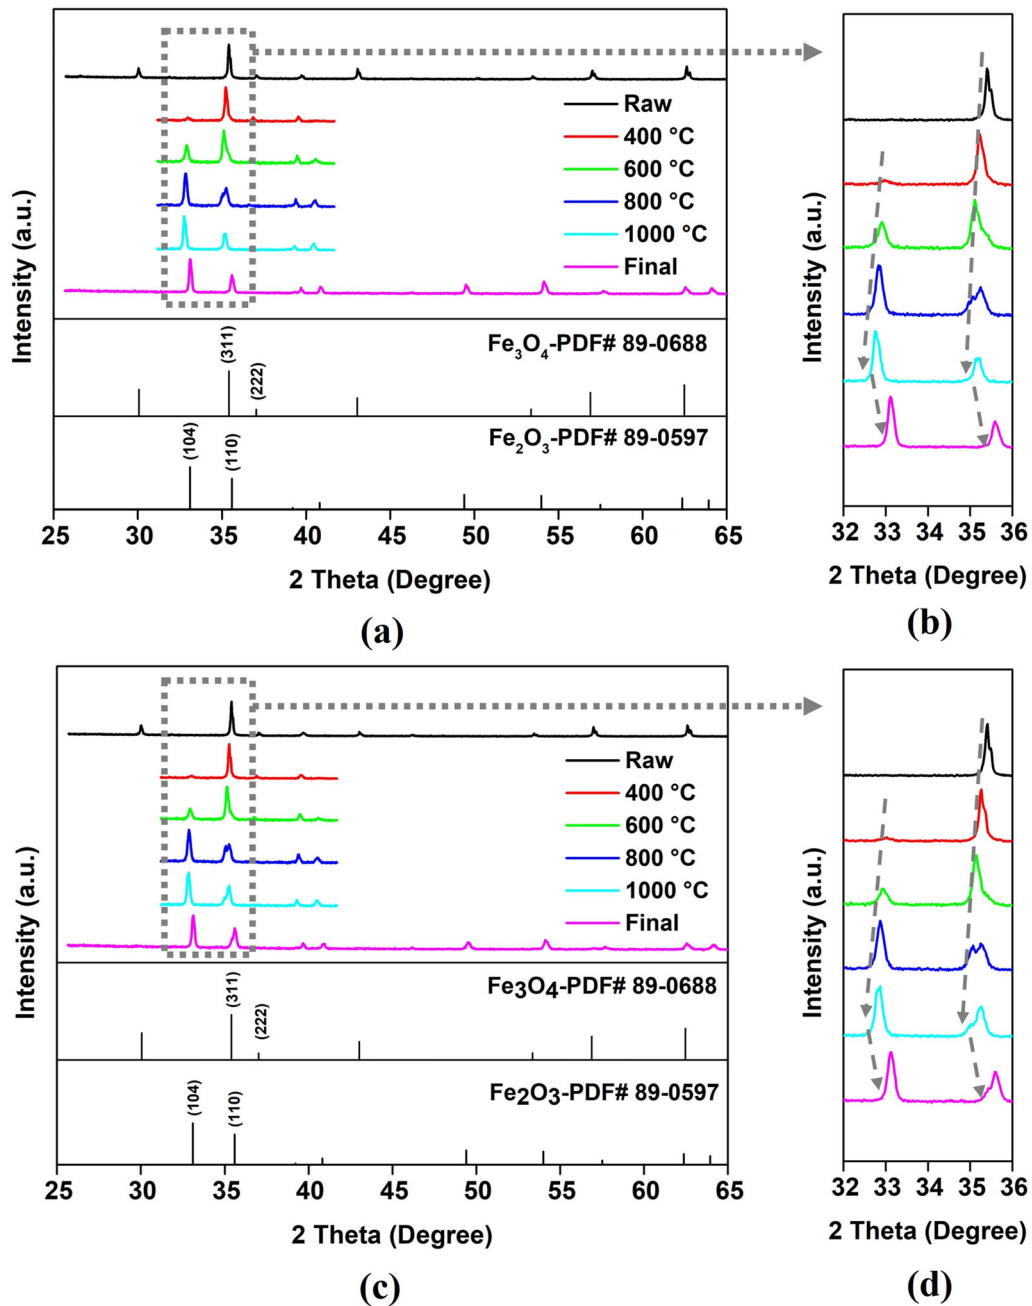 Raw
400 °C
600 °C
800 °C
1000 °C
Final
Intensity (a.u.)
Fe₃O₄-PDF# 89-0688
(311)
(222)
Fe₂O₃-PDF# 89-0597
(104)
(110)
25 30 35 40 45 50 55 60 65
2 Theta (Degree)
(a)
Intensity (a.u.)
32 33 34 35 36
2 Theta (Degree)
(b)
Raw
400 °C
600 °C
800 °C
1000 °C
Final
Intensity (a.u.)
Fe3O4-PDF# 89-0688
(311)
(222)
Fe2O3-PDF# 89-0597
(104)
(110)
25 30 35 40 45 50 55 60 65
2 Theta (Degree)
(c)
Intensity (a.u.)
32 33 34 35 36
2 Theta (Degree)
(d)